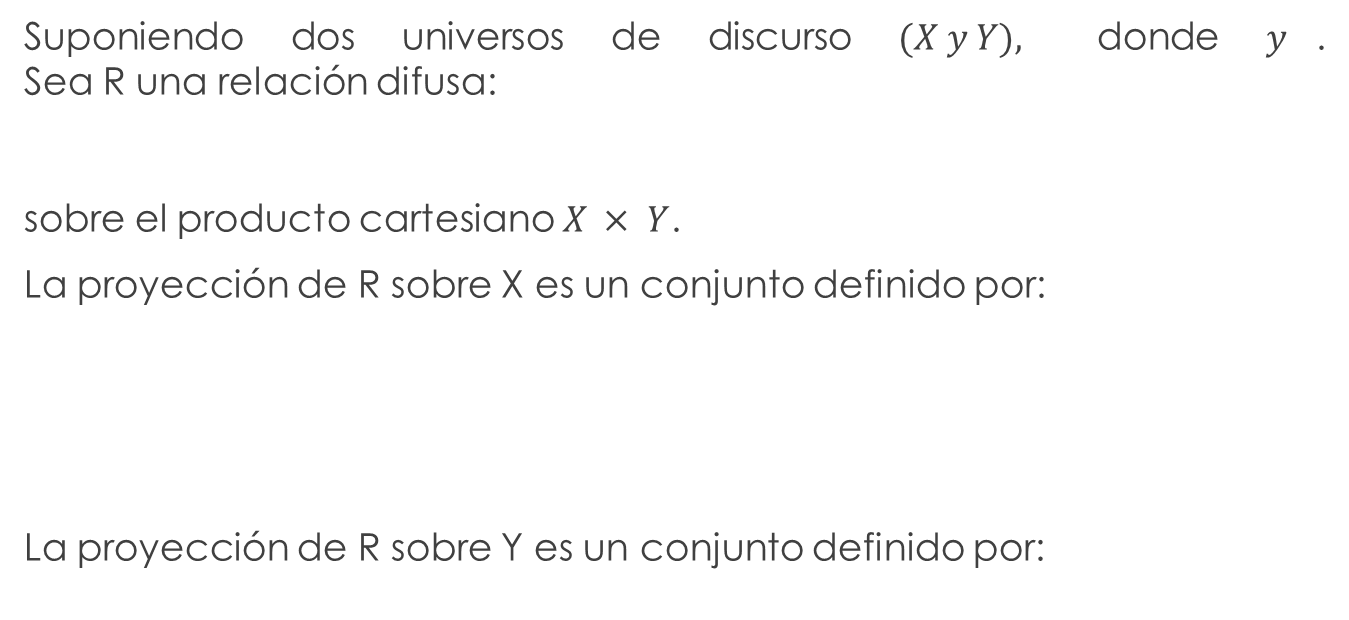 Suponiendo dos universos de discurso (X y Y), donde y .
Sea R una relación difusa:
sobre el producto cartesiano X × Y.
La proyección de R sobre X es un conjunto definido por:
La proyección de R sobre Y es un conjunto definido por: